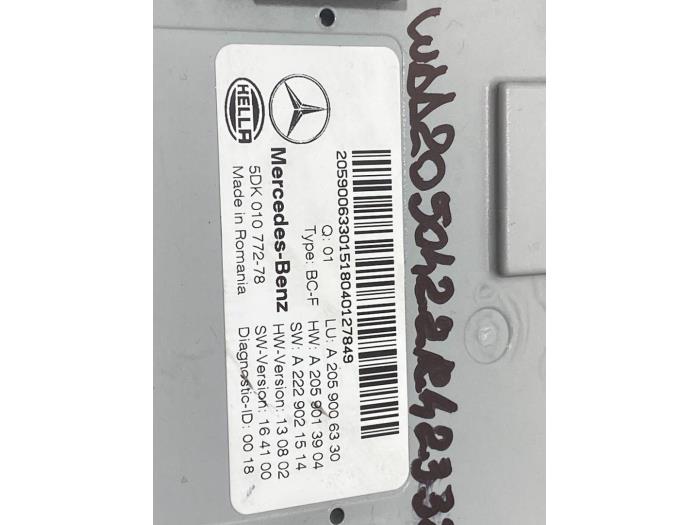 WDD2050422R4233
20590063301518040127849
Q: 01 LU: A 205 900 63 30
Type: BC-F HW: A 205 901 39 04
SW: A 222 902 15 14
Mercedes-Benz HW-Version: 13 08 02
HELLA 5DK 010 772-78 SW-Version: 16 41 00
Made in Romania Diagnostic-ID: 00 18